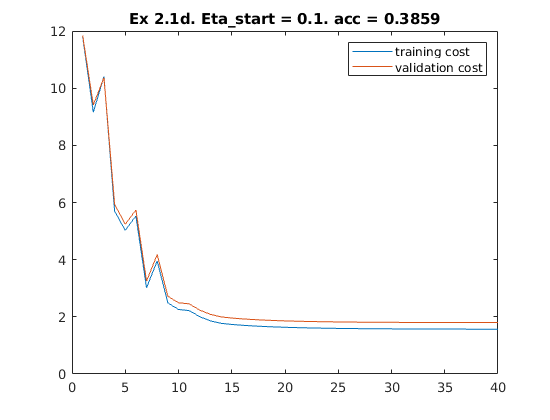 Ex 2.1d. Eta_start = 0.1. acc = 0.3859
training cost
validation cost
12
10
8
6
4
2
0
0 5 10 15 20 25 30 35 40